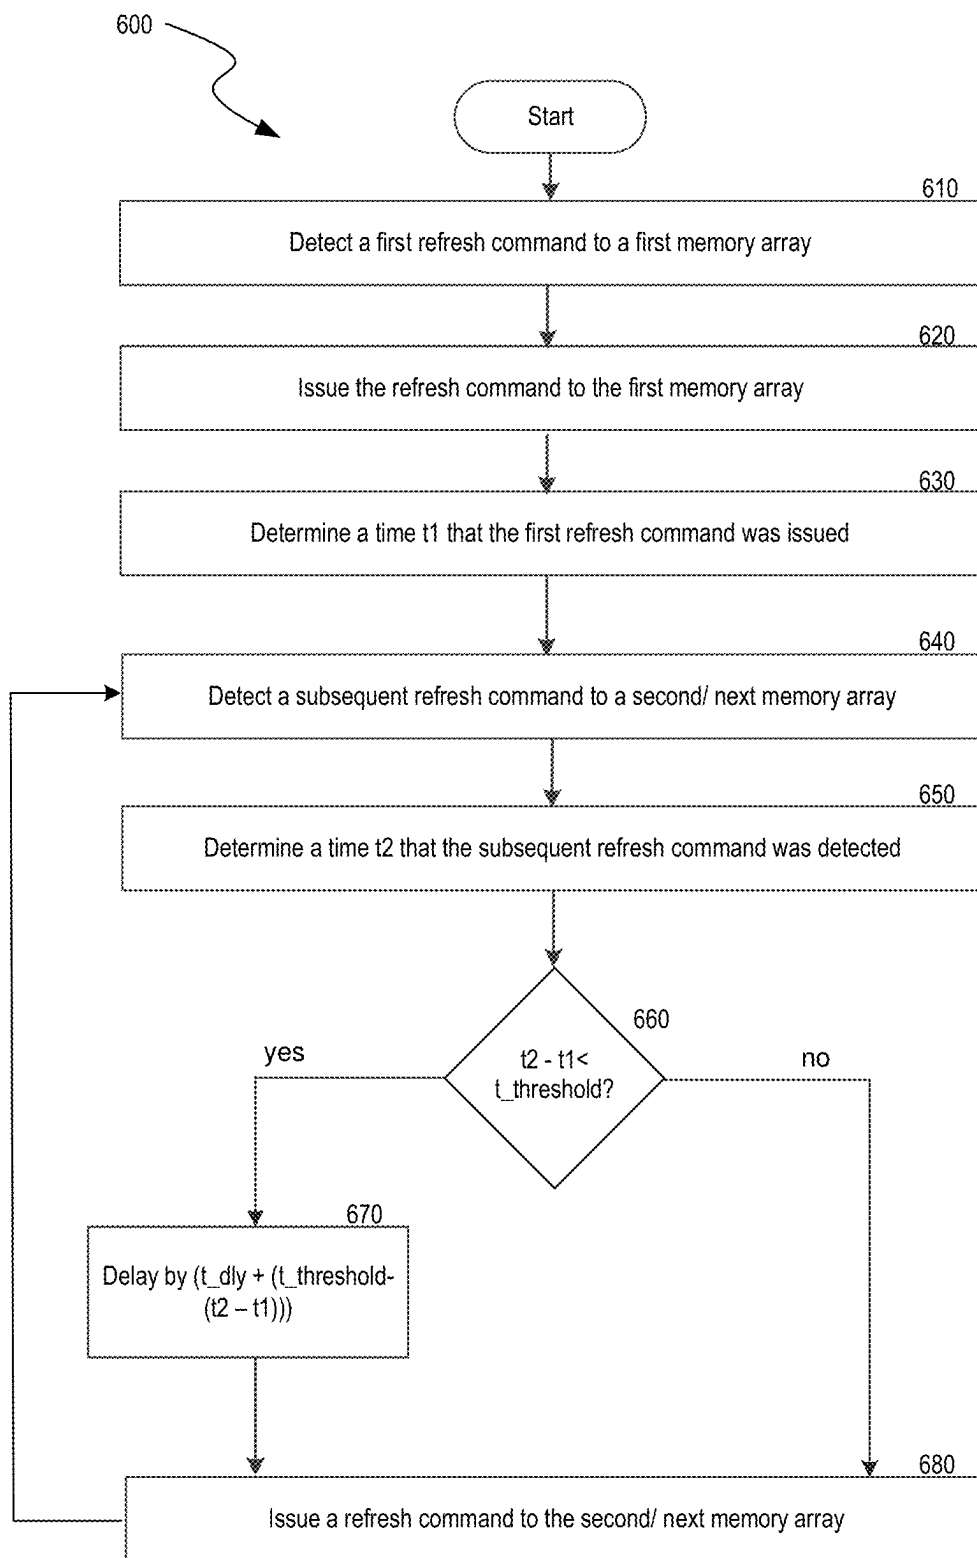 600
Start
610
Detect a first refresh command to a first memory array
620
Issue the refresh command to the first memory array
630
Determine a time t1 that the first refresh command was issued
640
Detect a subsequent refresh command to a second/ next memory array
650
Determine a time t2 that the subsequent refresh command was detected
660
t2 - t1<
t_threshold?
yes
no
670
Delay by (t_dly + (t_threshold-
(t2 – t1)))
680
Issue a refresh command to the second/ next memory array